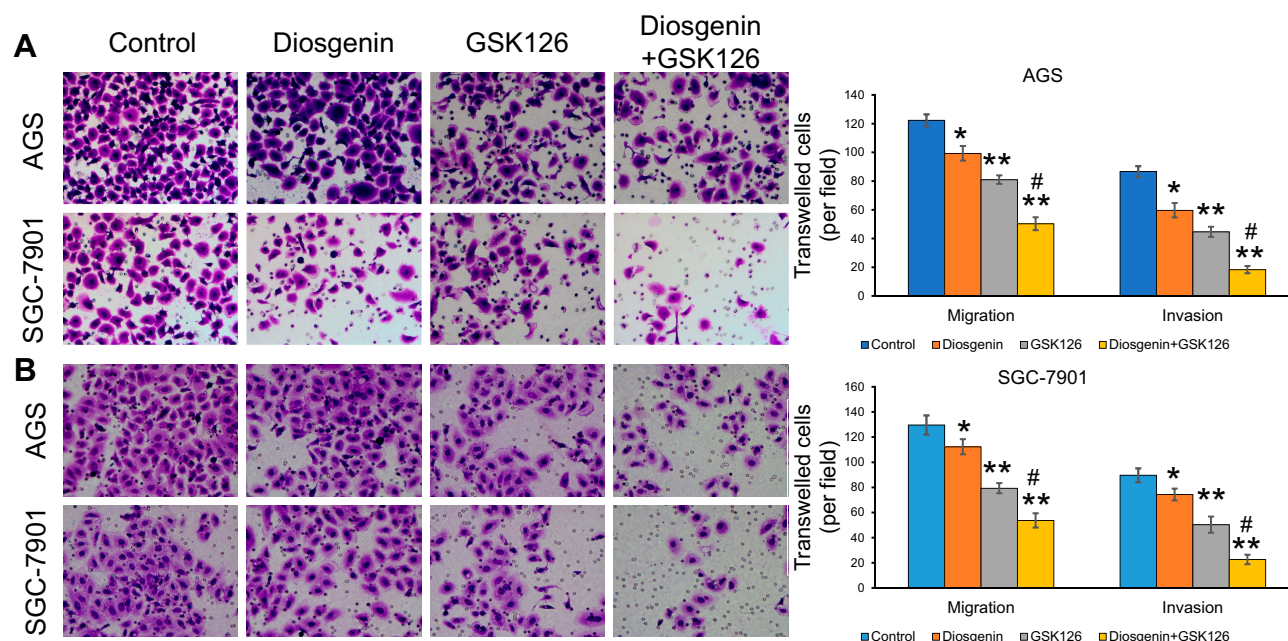 A
Control
Diosgenin
GSK126
Diosgenin
+GSK126
AGS
SGC-7901
B
AGS
SGC-7901
AGS
Transwelled cells
(per field)
140
120
100
80
60
40
20
0
*
**
#
**
*
**
#
**
Migration
Invasion
Control
Diosgenin
GSK126
Diosgenin+GSK126
SGC-7901
Transwelled cells
(per field)
160
140
120
100
80
60
40
20
0
*
**
#
**
*
**
#
**
Migration
Invasion
Control
Diosgenin
GSK126
Diosgenin+GSK126